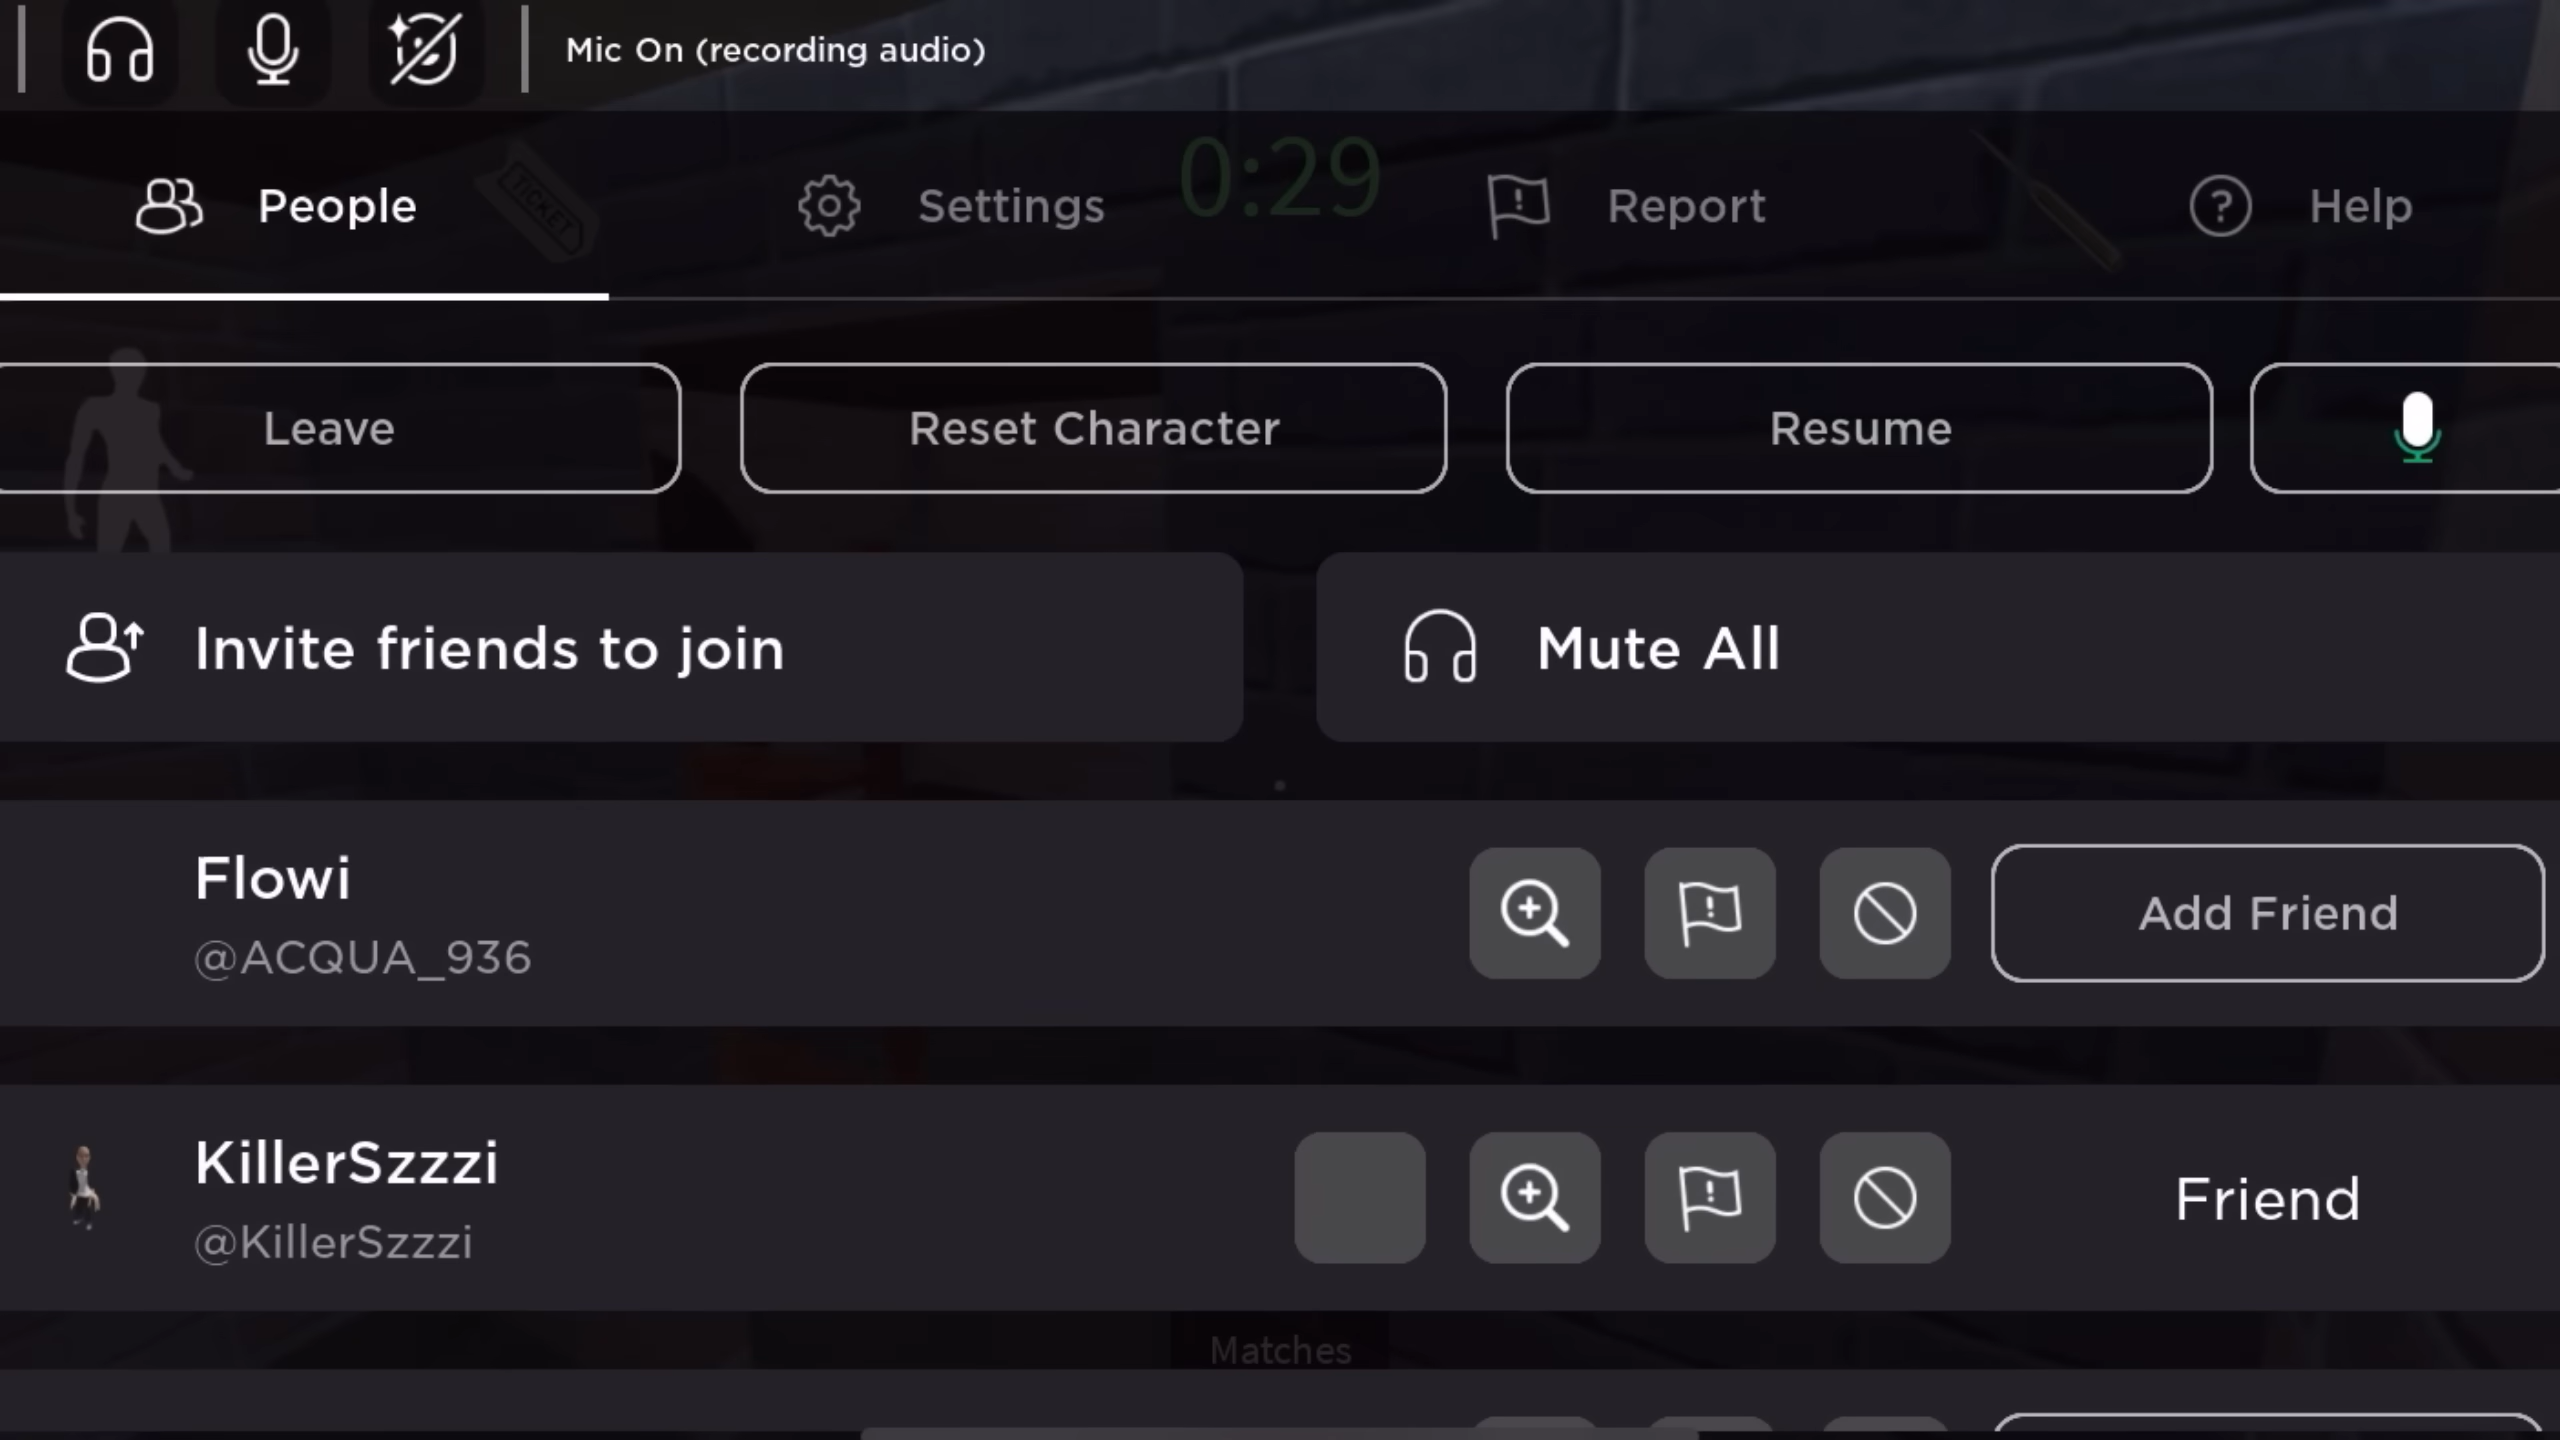 Mic On (recording audio)
People
TICKET
Settings
0:29
Report
Help
Leave
Reset Character
Resume
Invite friends to join
Mute All
Flowi
@ACQUA_936
Add Friend
KillerSzzzi
@KillerSzzzi
Friend
Matches